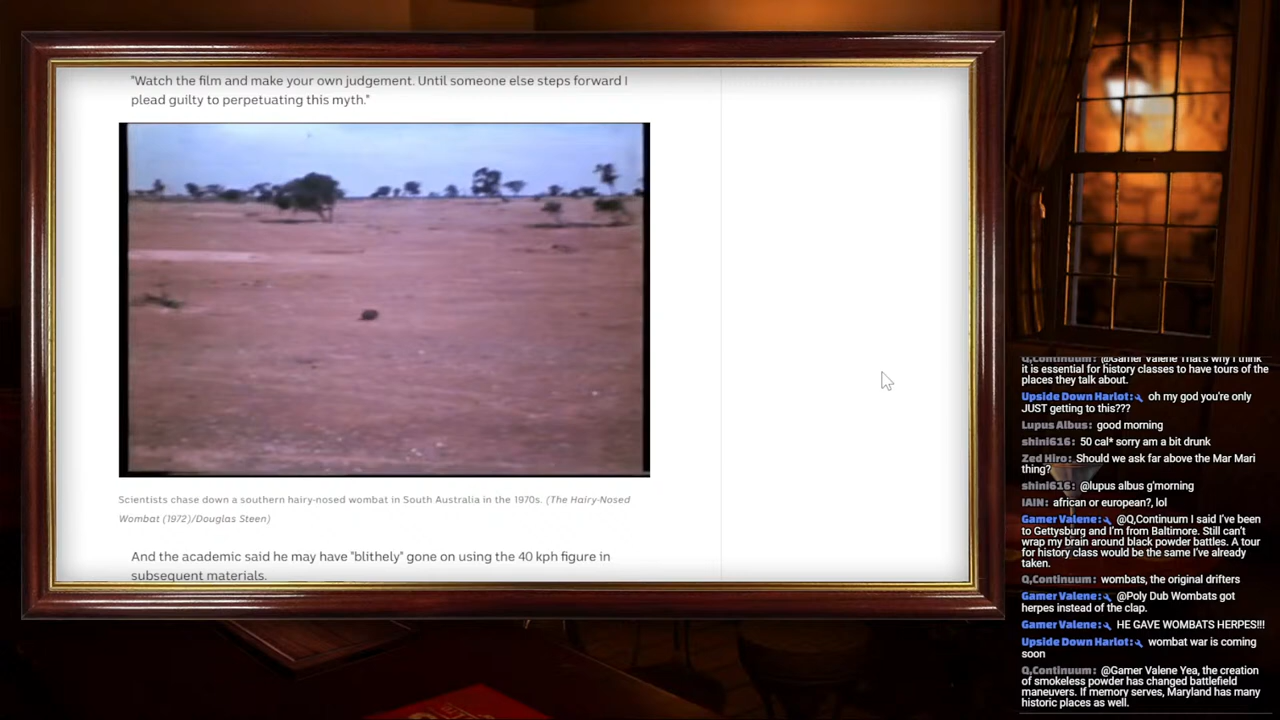 "Watch the film and make your own judgement. Until someone else steps forward I
plead guilty to perpetuating this myth."
Scientists chase down a southern hairy-nosed wombat in South Australia in the 1970s. (The Hairy-Nosed
Wombat (1972)/Douglas Steen)
And the academic said he may have "blithely" gone on using the 40 kph figure in
subsequent materials.
Q,Continuum: @Gamer Valene That's why I think
it is essential for history classes to have tours of the
places they talk about.
Upside Down Harlot: oh my god you're only
JUST getting to this???
Lupus Albus: good morning
shini616: 50 cal* sorry am a bit drunk
Zed Hiro: Should we ask far above the Mar Mari
thing?
shini616: @lupus albus g'morning
IAIN: african or european?, lol
Gamer Valene: @Q,Continuum I said I've been
to Gettysburg and I'm from Baltimore. Still can't
wrap my brain around black powder battles. A tour
for history class would be the same I've already
taken.
Q,Continuum: wombats, the original drifters
Gamer Valene: @Poly Dub Wombats got
herpes instead of the clap.
Gamer Valene: HE GAVE WOMBATS HERPES!!!
Upside Down Harlot: wombat war is coming
soon
Q,Continuum: @Gamer Valene Yea, the creation
of smokeless powder has changed battlefield
maneuvers. If memory serves, Maryland has many
historic places as well.